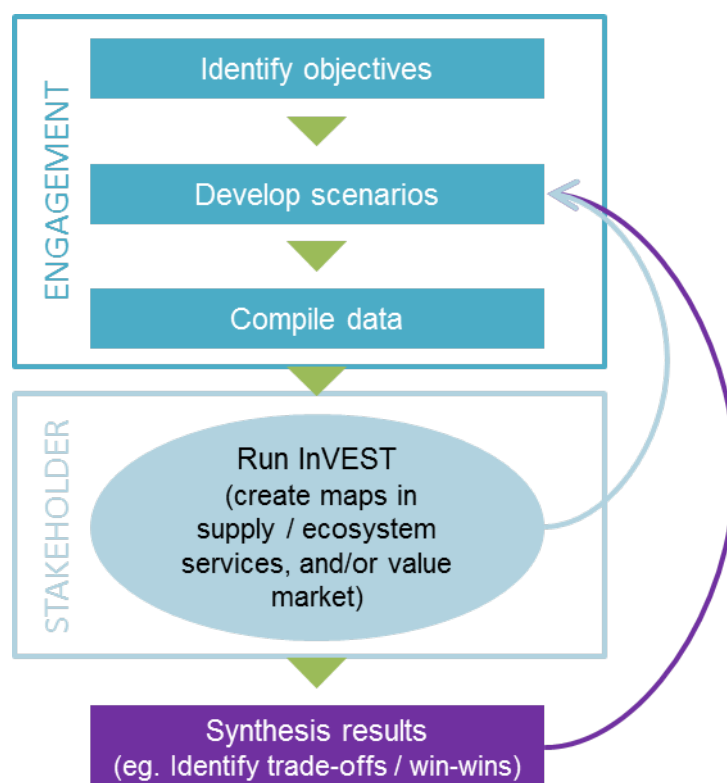 ENGAGEMENT
Identify objectives
Develop scenarios
Compile data
STAKEHOLDER
Run InVEST
(create maps in
supply / ecosystem
services, and/or value
market)
Synthesis results
(eg. Identify trade-offs / win-wins)